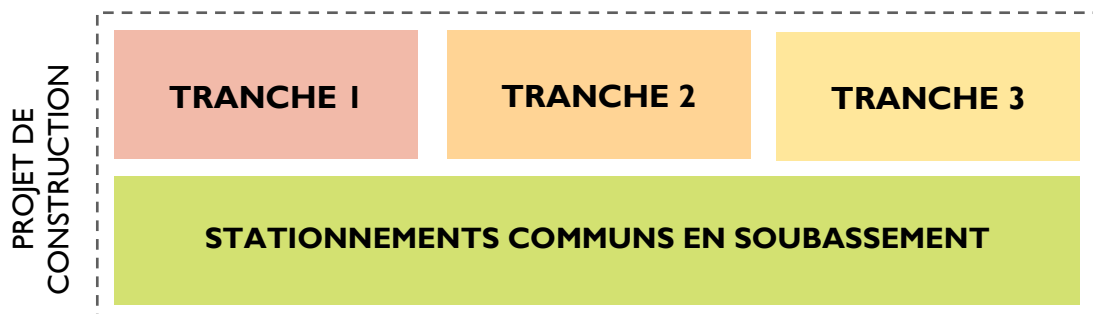 PROJET DE
CONSTRUCTION
TRANCHE 1
TRANCHE 2
TRANCHE 3
STATIONNEMENTS COMMUNS EN SOUBASSEMENT